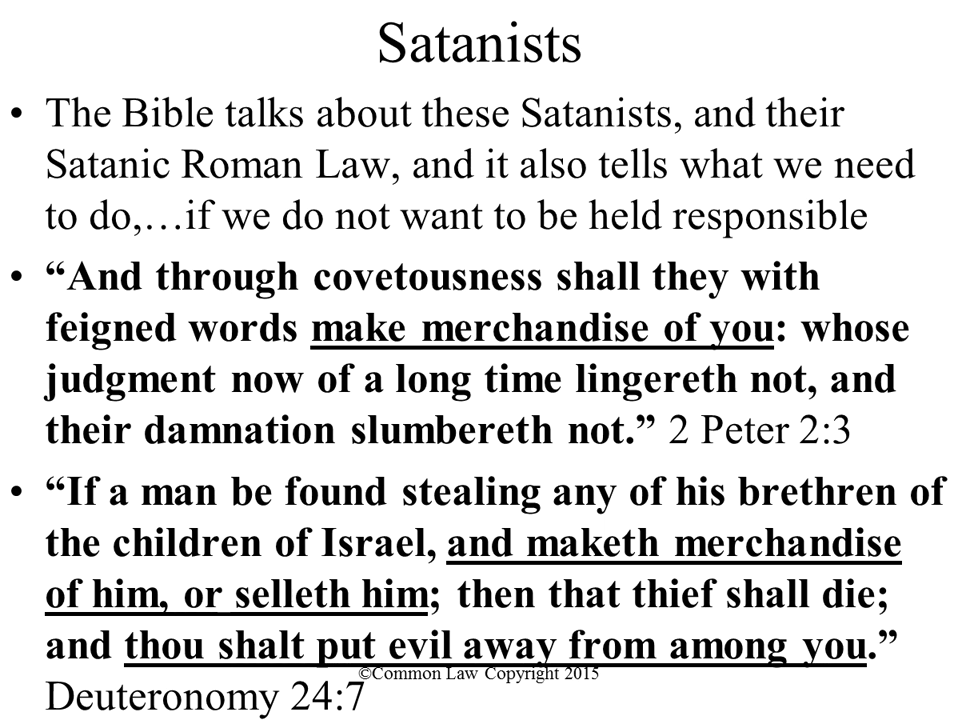 Satanists
• The Bible talks about these Satanists, and their
Satanic Roman Law, and it also tells what we need
to do,…if we do not want to be held responsible
• “And through covetousness shall they with
feigned words make merchandise of you: whose
judgment now of a long time lingereth not, and
their damnation slumbereth not.” 2 Peter 2:3
• “If a man be found stealing any of his brethren of
the children of Israel, and maketh merchandise
of him, or selleth him; then that thief shall die;
and thou shalt put evil away from among you.”
©Common Law Copyright 2015
Deuteronomy 24:7